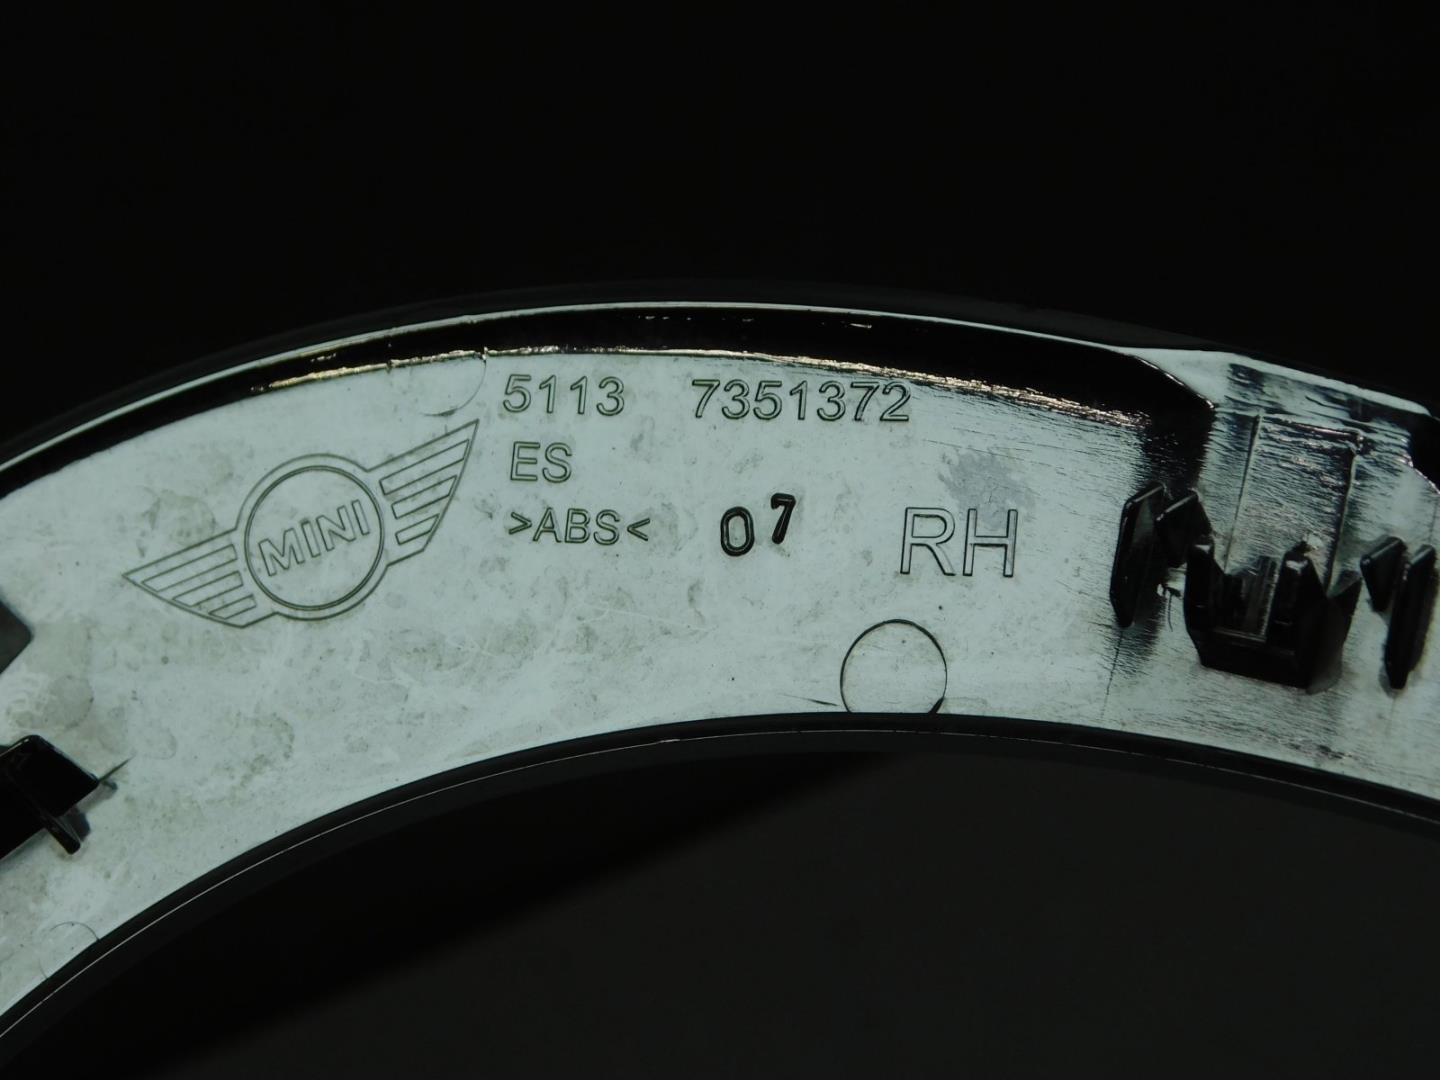 5113 7351372
ES
>ABS< 07 RH
MINI